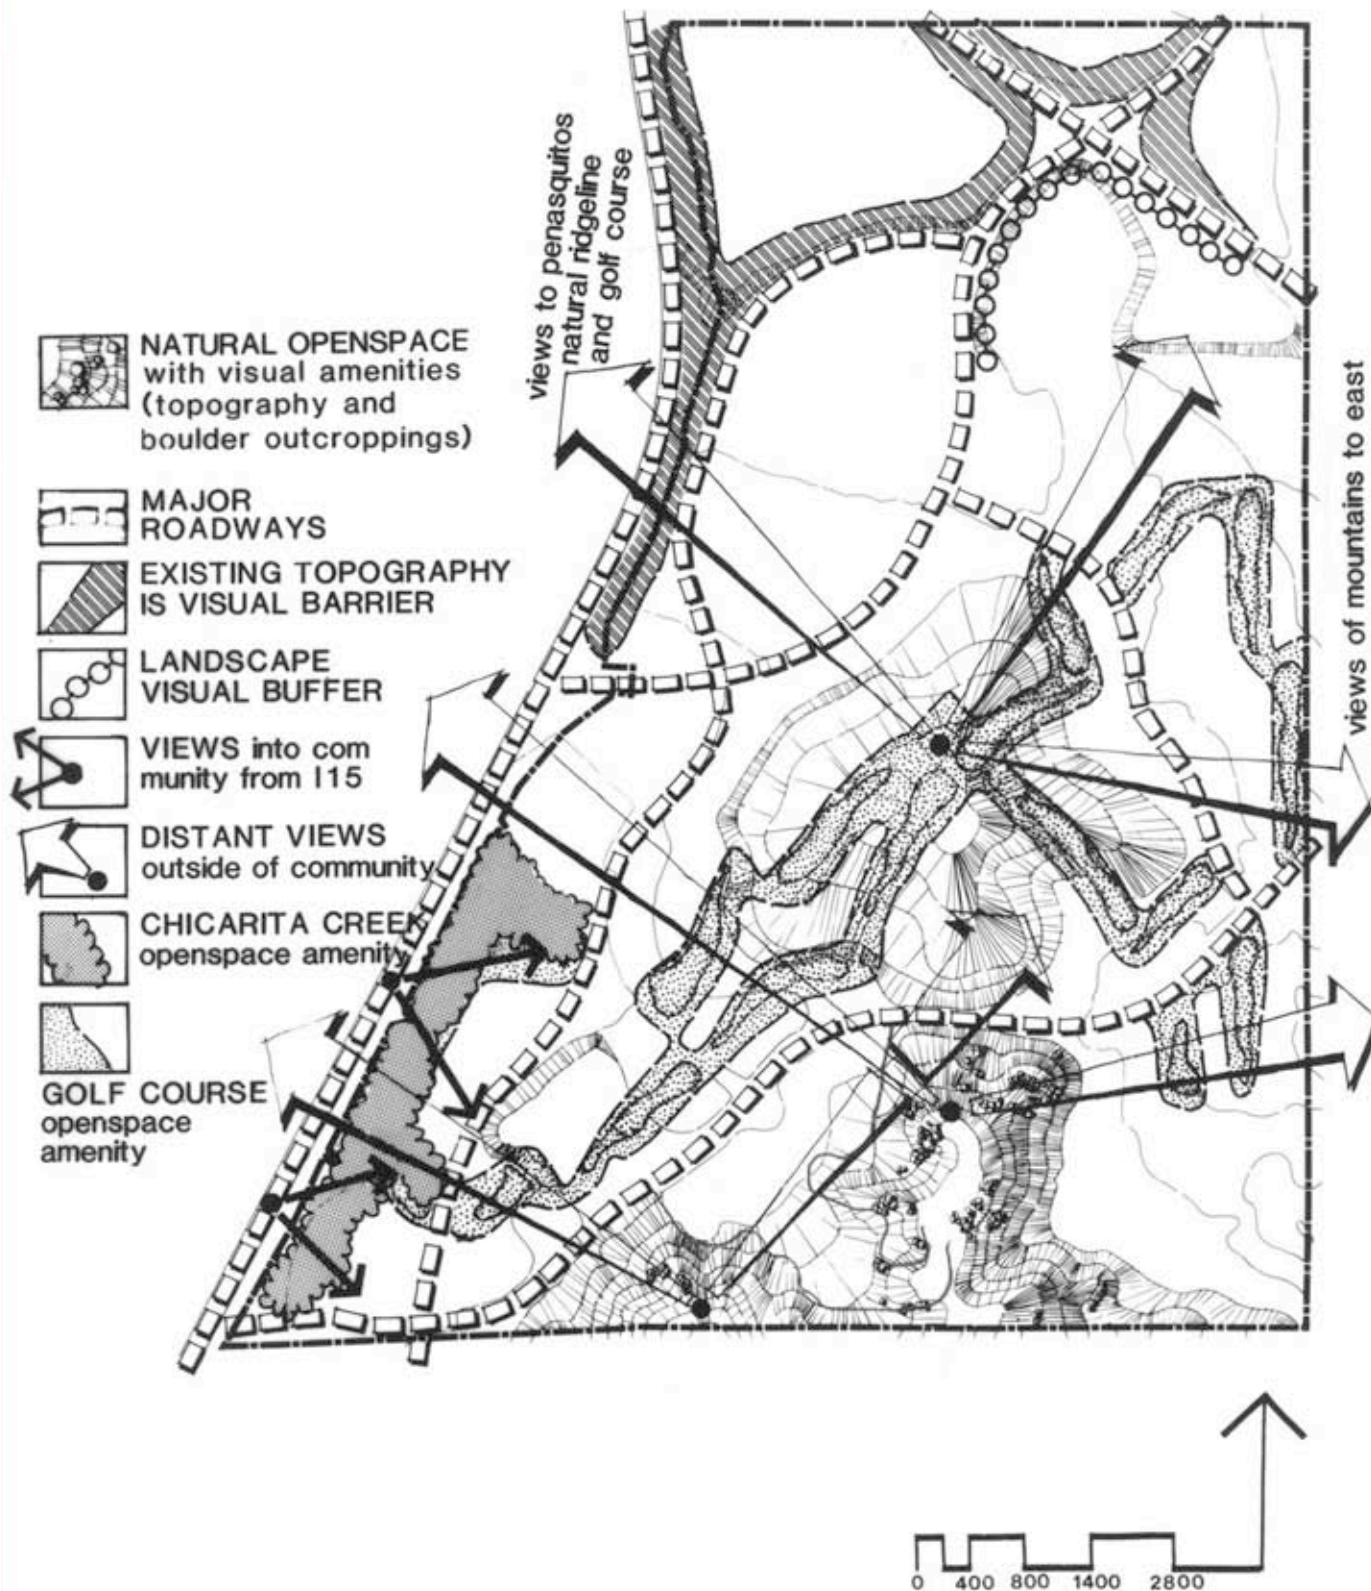 views to penasquitos
natural ridgeline
and golf course
NATURAL OPENSPACE
with visual amenities
(topography and
boulder outcroppings)
MAJOR
ROADWAYS
EXISTING TOPOGRAPHY
IS VISUAL BARRIER
LANDSCAPE
VISUAL BUFFER
VIEWS into com
munity from I15
DISTANT VIEWS
outside of community
CHICARITA CREEK
openspace amenity
GOLF COURSE
openspace
amenity
views of mountains to east
0 400 800 1400 2800